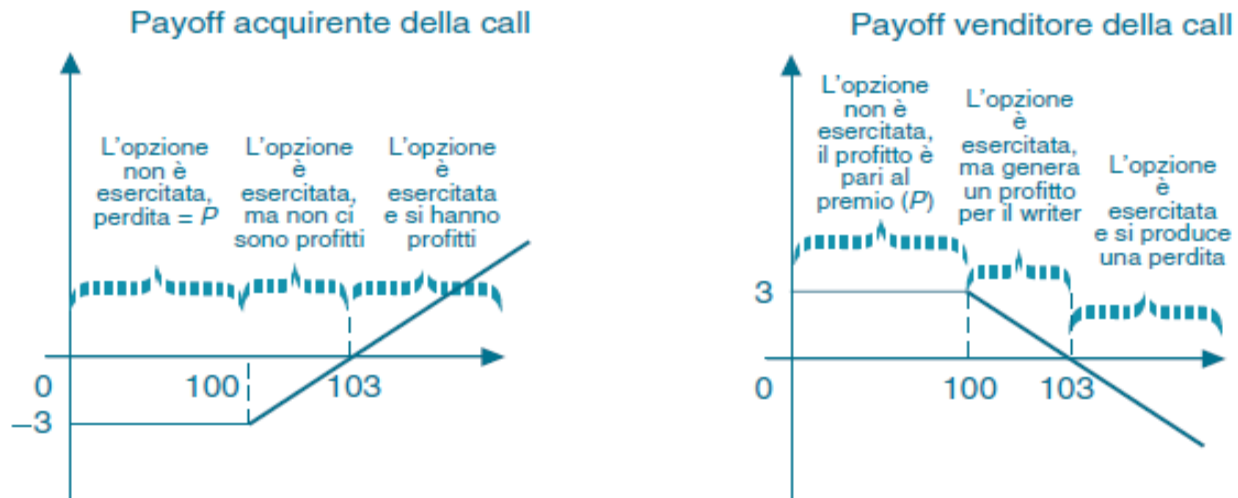 Payoff acquirente della call
L'opzione
non è
esercitata,
perdita = P
L'opzione
è
esercitata,
ma non ci
sono profitti
L'opzione
è
esercitata
e si hanno
profitti
0
100
103
−3
Payoff venditore della call
L'opzione
non è
esercitata,
il profitto è
pari al
premio (P)
L'opzione
è
esercitata,
ma genera
un profitto
per il writer
L'opzione
è
esercitata
e si produce
una perdita
3
0
100
103